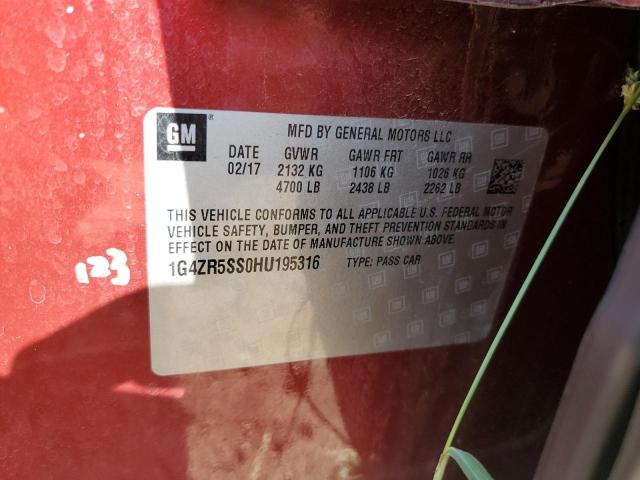 GM ® MFD BY GENERAL MOTORS LLC
DATE GVWR GAWR FRT GAWR RR
02/17 2132 KG 1106 KG 1026 KG
4700 LB 2438 LB 2262 LB
THIS VEHICLE CONFORMS TO ALL APPLICABLE U.S. FEDERAL MOTOR
VEHICLE SAFETY, BUMPER, AND THEFT PREVENTION STANDARDS IN
EFFECT ON THE DATE OF MANUFACTURE SHOWN ABOVE.
1G4ZR5SS0HU195316 TYPE: PASS CAR
123